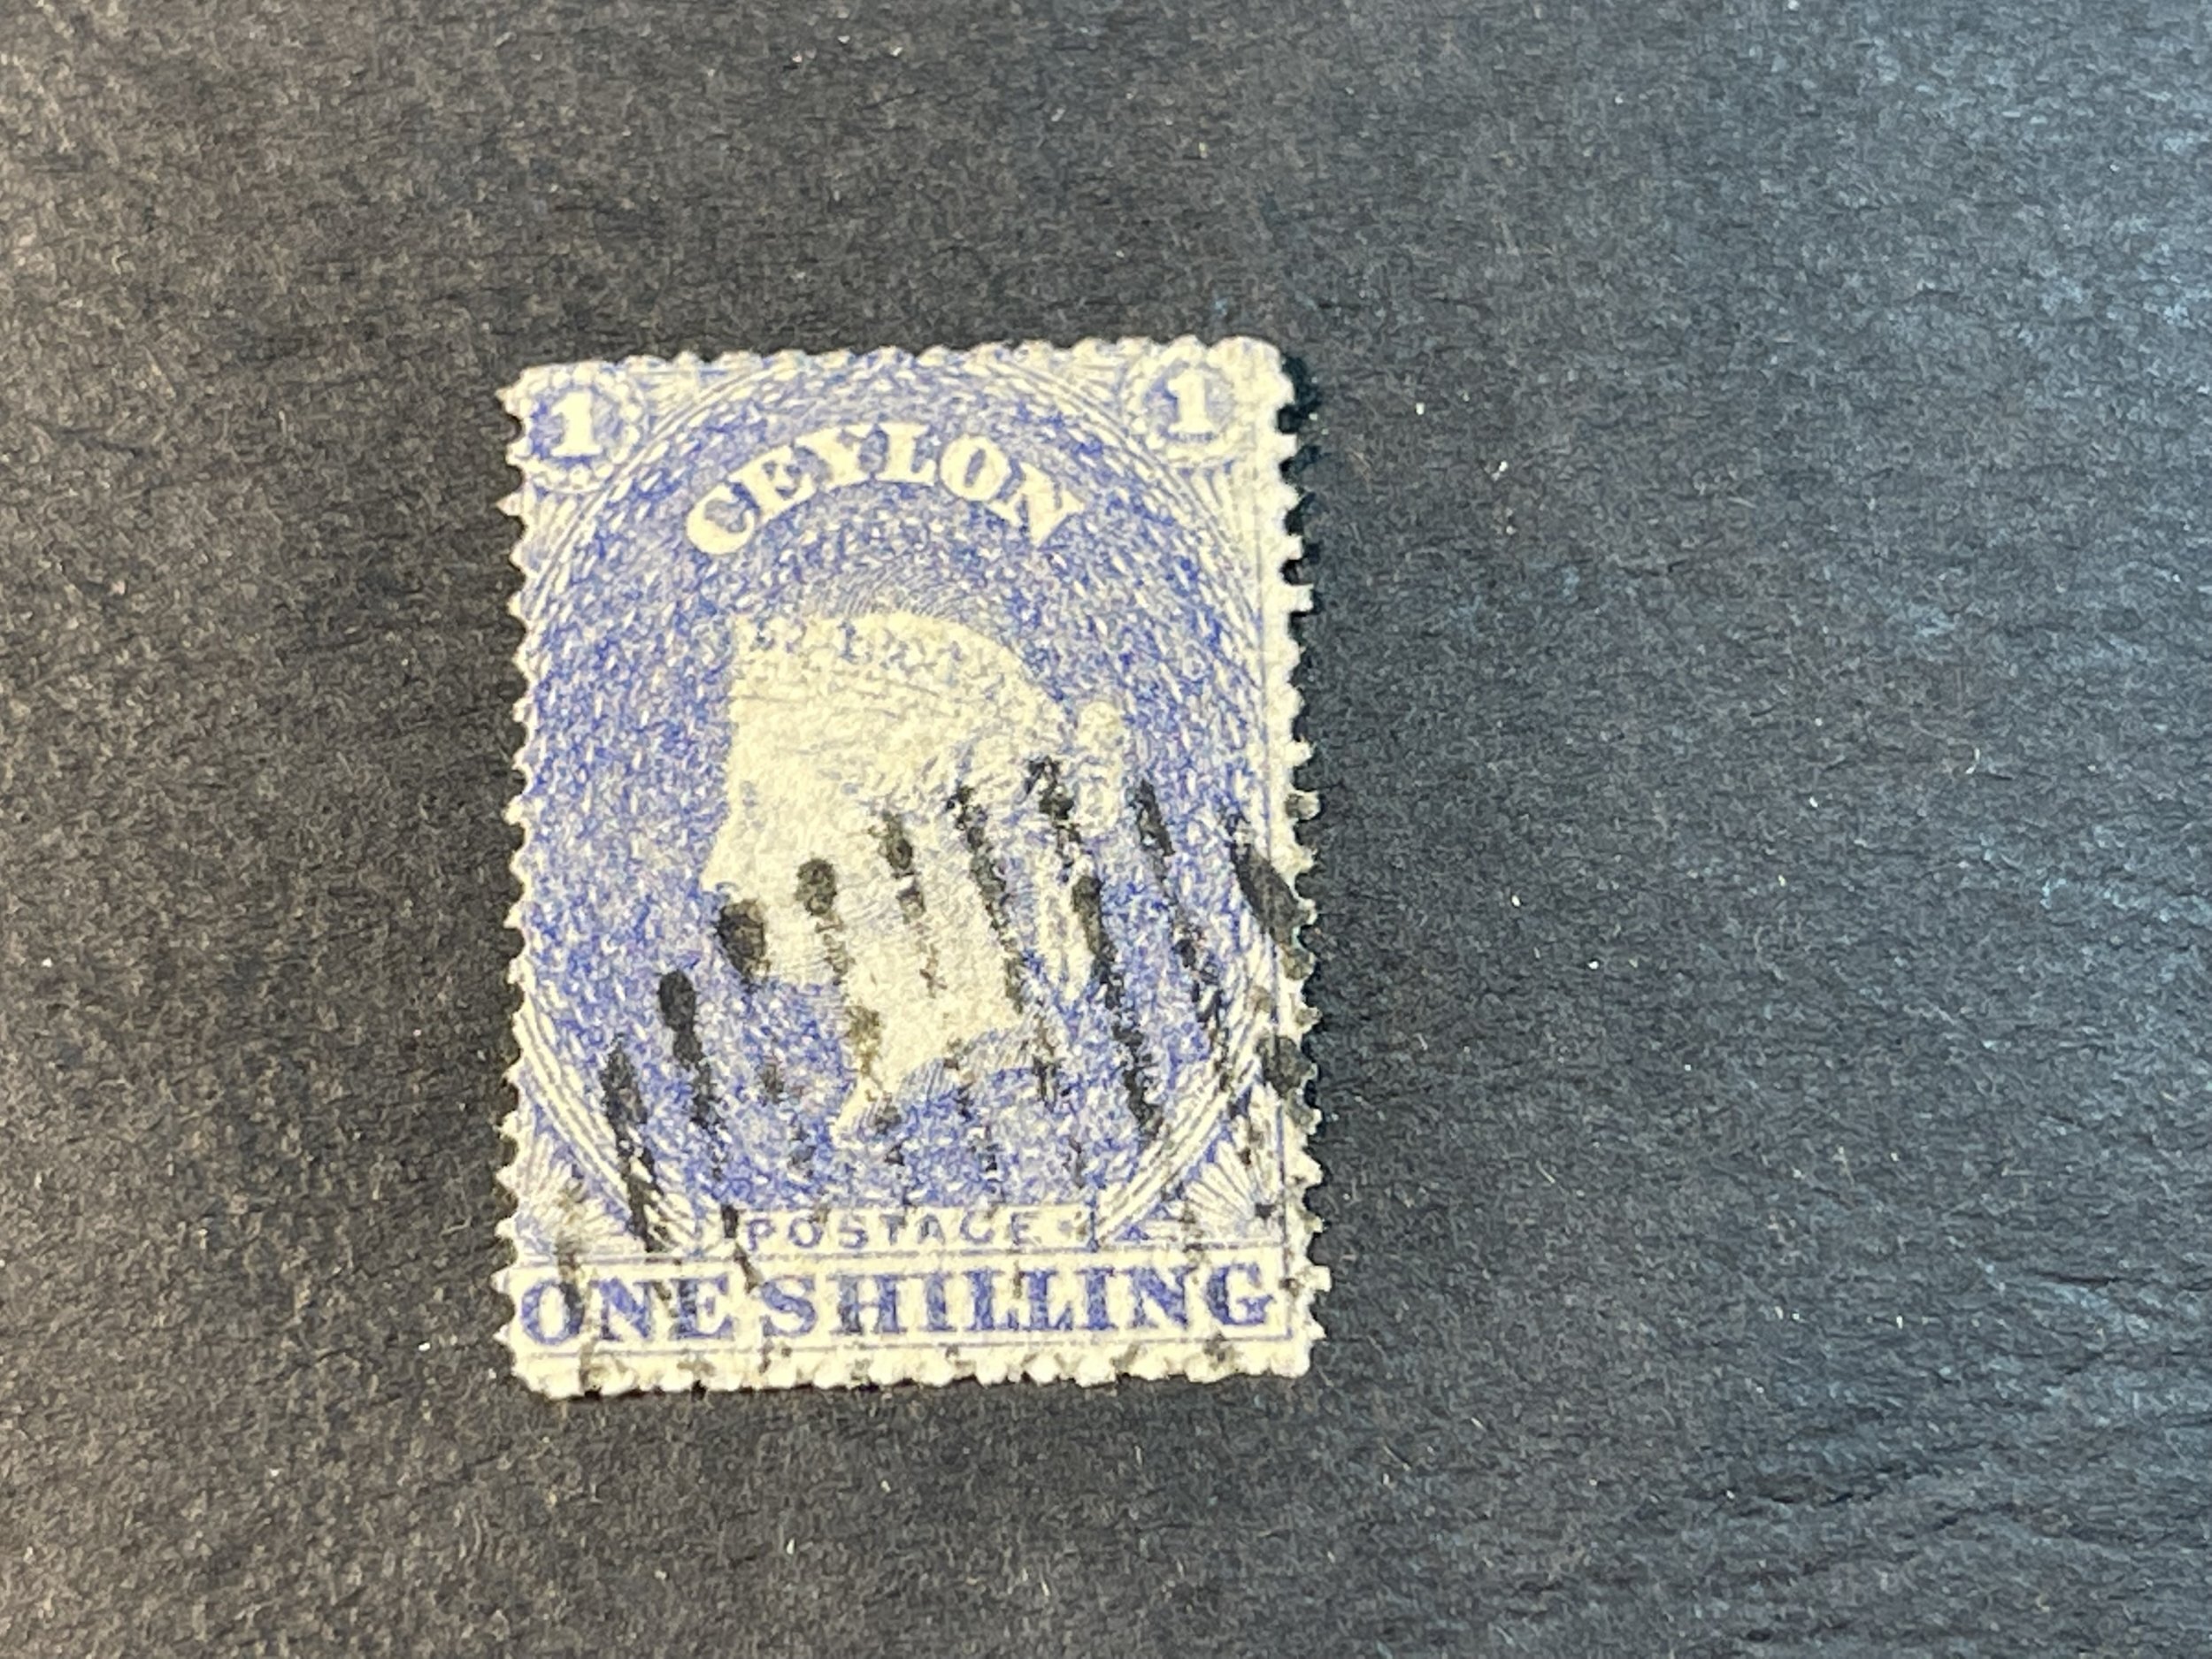 1 1
CEYLON
POSTAGE
ONE SHILLING